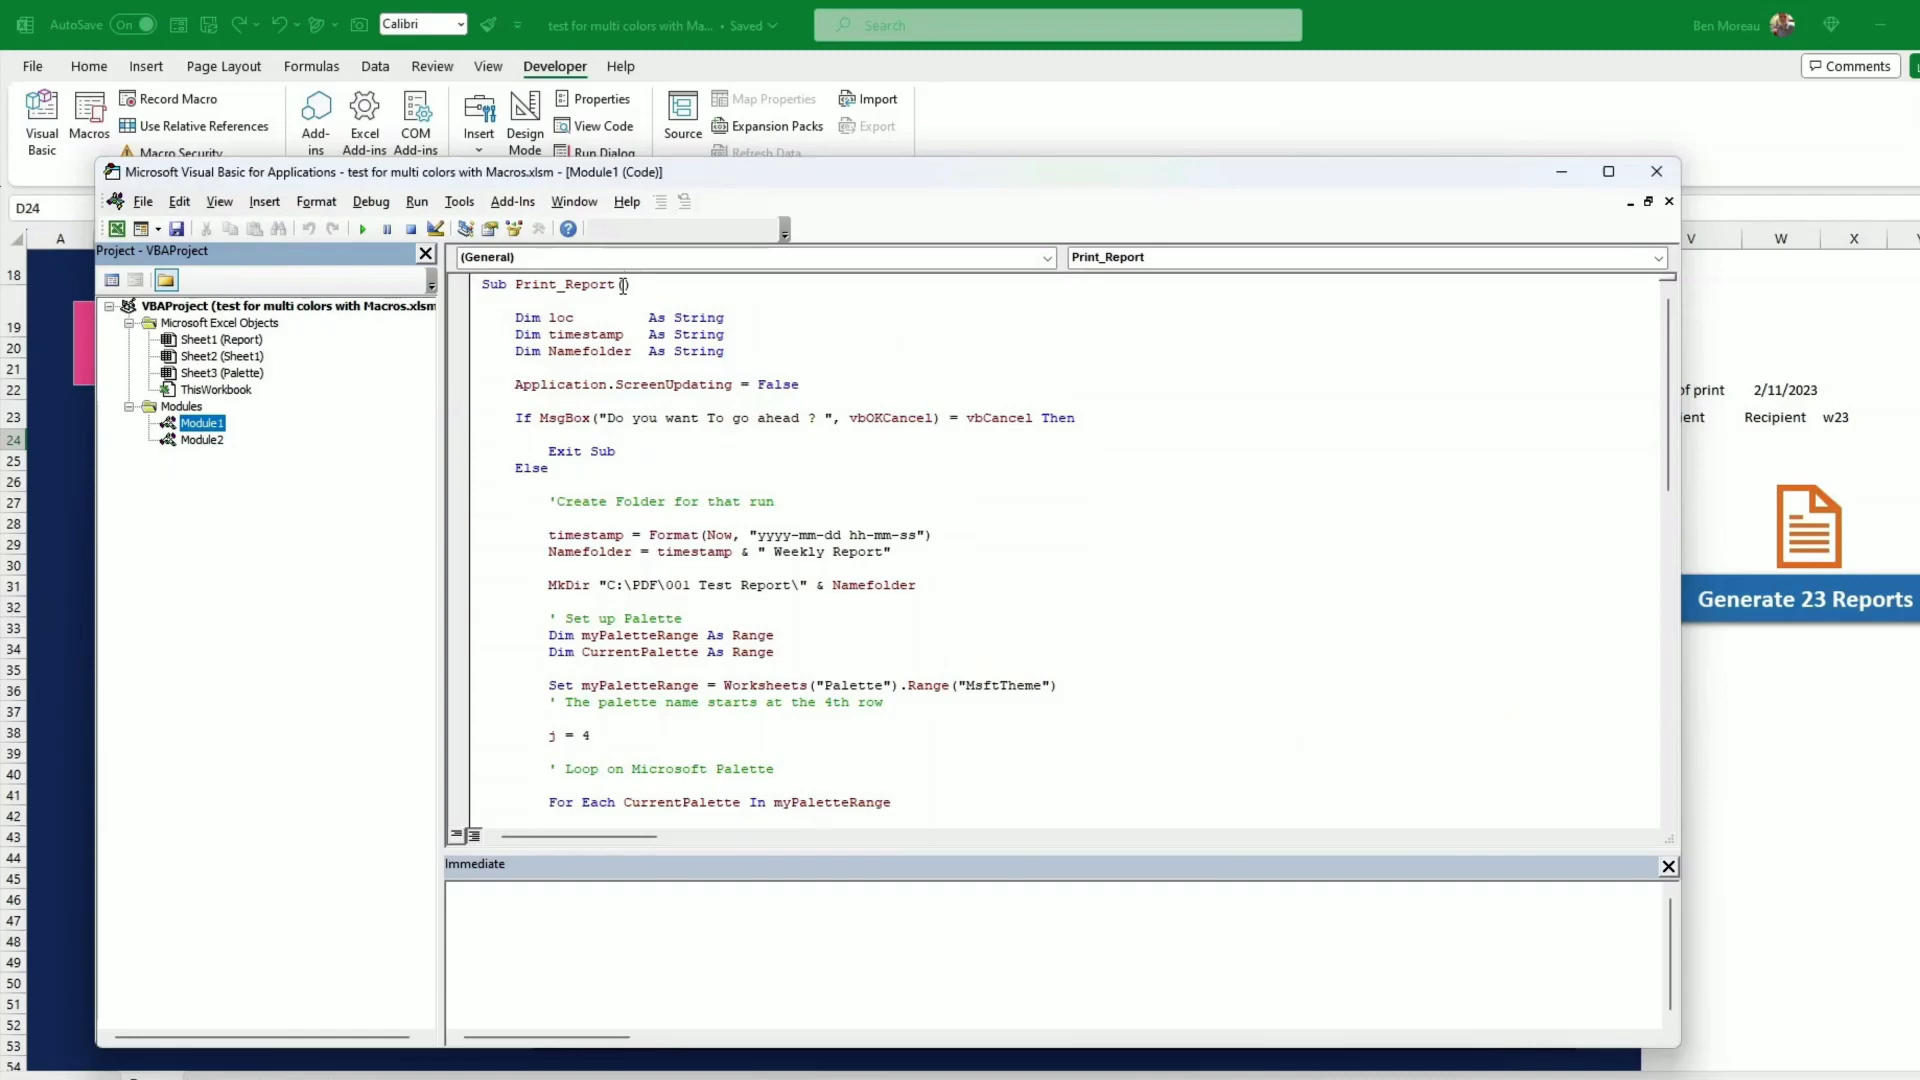 AutoSave On Calibri test for multi colors with Ma... • Saved Search Ben Moreau
File Home Insert Page Layout Formulas Data Review View Developer Help Comments
Visual Basic
Macros
Record Macro
Use Relative References
Macro Security
Add-ins
Excel Add-ins
COM Add-ins
Insert
Design Mode
Properties
View Code
Run Dialog
Source
Map Properties
Expansion Packs
Refresh Data
Import
Export
Microsoft Visual Basic for Applications - test for multi colors with Macros.xlsm - [Module1 (Code)]
File Edit View Insert Format Debug Run Tools Add-Ins Window Help
D24
A V W X
Project - VBAProject
(General) Print_Report
VBAProject (test for multi colors with Macros.xlsm
Microsoft Excel Objects
Sheet1 (Report)
Sheet2 (Sheet1)
Sheet3 (Palette)
ThisWorkbook
Modules
Module1
Module2
Sub Print_Report()
Dim loc As String
Dim timestamp As String
Dim Namefolder As String
Application.ScreenUpdating = False
If MsgBox("Do you want To go ahead ? ", vbOKCancel) = vbCancel Then
Exit Sub
Else
'Create Folder for that run
timestamp = Format(Now, "yyyy-mm-dd hh-mm-ss")
Namefolder = timestamp & " Weekly Report"
MkDir "C:\PDF\001 Test Report\" & Namefolder
' Set up Palette
Dim myPaletteRange As Range
Dim CurrentPalette As Range
Set myPaletteRange = Worksheets("Palette").Range("MsftTheme")
' The palette name starts at the 4th row
j = 4
' Loop on Microsoft Palette
For Each CurrentPalette In myPaletteRange
Immediate
of print 2/11/2023
ient Recipient w23
Generate 23 Reports
18
19
20
21
22
23
24
25
26
27
28
29
30
31
32
33
34
35
36
37
38
39
40
41
42
43
44
45
46
47
48
49
50
51
52
53
54